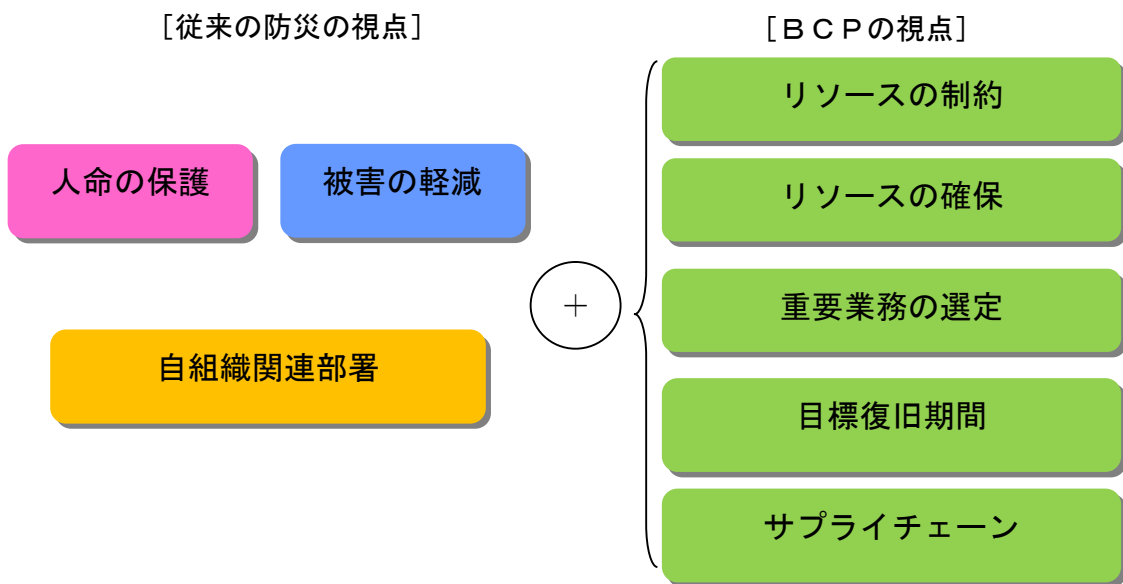 ［従来の防災の視点］
［ＢＣＰの視点］
人命の保護
被害の軽減
自組織関連部署
＋
リソースの制約
リソースの確保
重要業務の選定
目標復旧期間
サプライチェーン